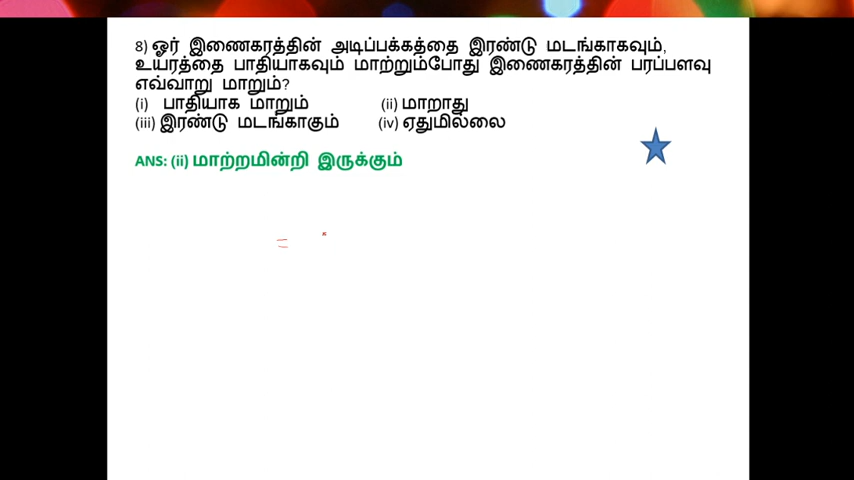 8) ஓர் இணைகரத்தின் அடிப்பக்கத்தை இரண்டு மடங்காகவும்,
உயரத்தை பாதியாகவும் மாற்றும்போது இணைகரத்தின் பரப்பளவு
எவ்வாறு மாறும்?
(i) பாதியாக மாறும் (ii) மாறாது
(iii) இரண்டு மடங்காகும் (iv) ஏதுமில்லை
ANS: (ii) மாற்றமின்றி இருக்கும்
= ×